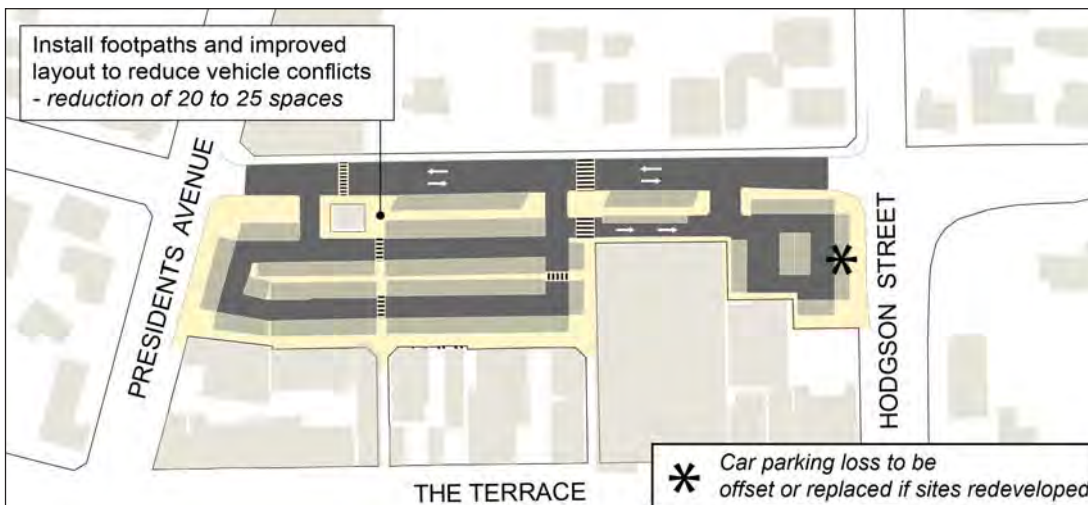 Install footpaths and improved
layout to reduce vehicle conflicts
- reduction of 20 to 25 spaces
PRESIDENTS AVENUE
HODGSON STREET
THE TERRACE
* Car parking loss to be
offset or replaced if sites redeveloped